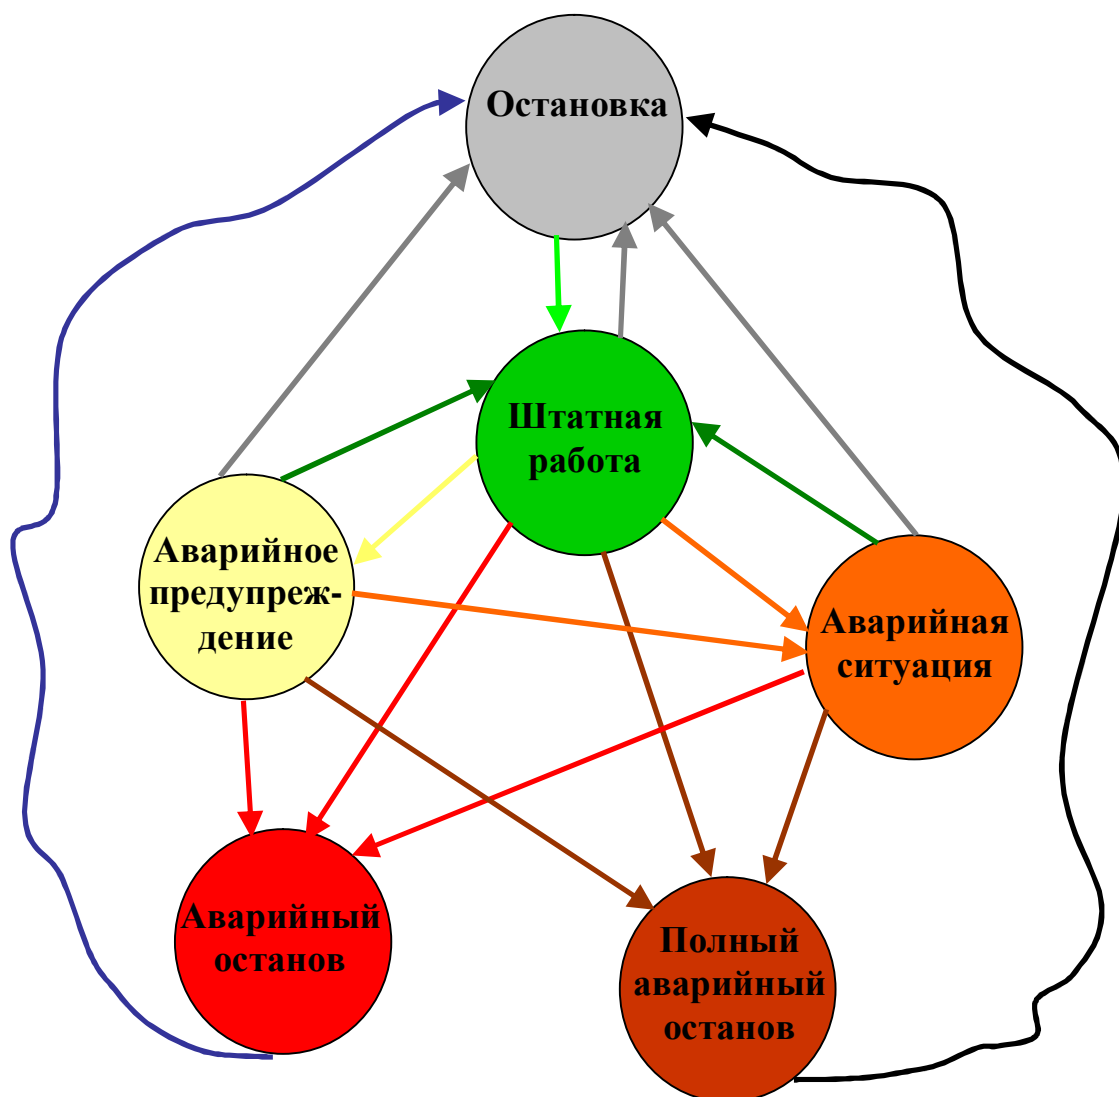 Остановка
Штатная
работа
Аварийное
предупреж-
дение
Аварийная
ситуация
Аварийный
останов
Полный
аварийный
останов